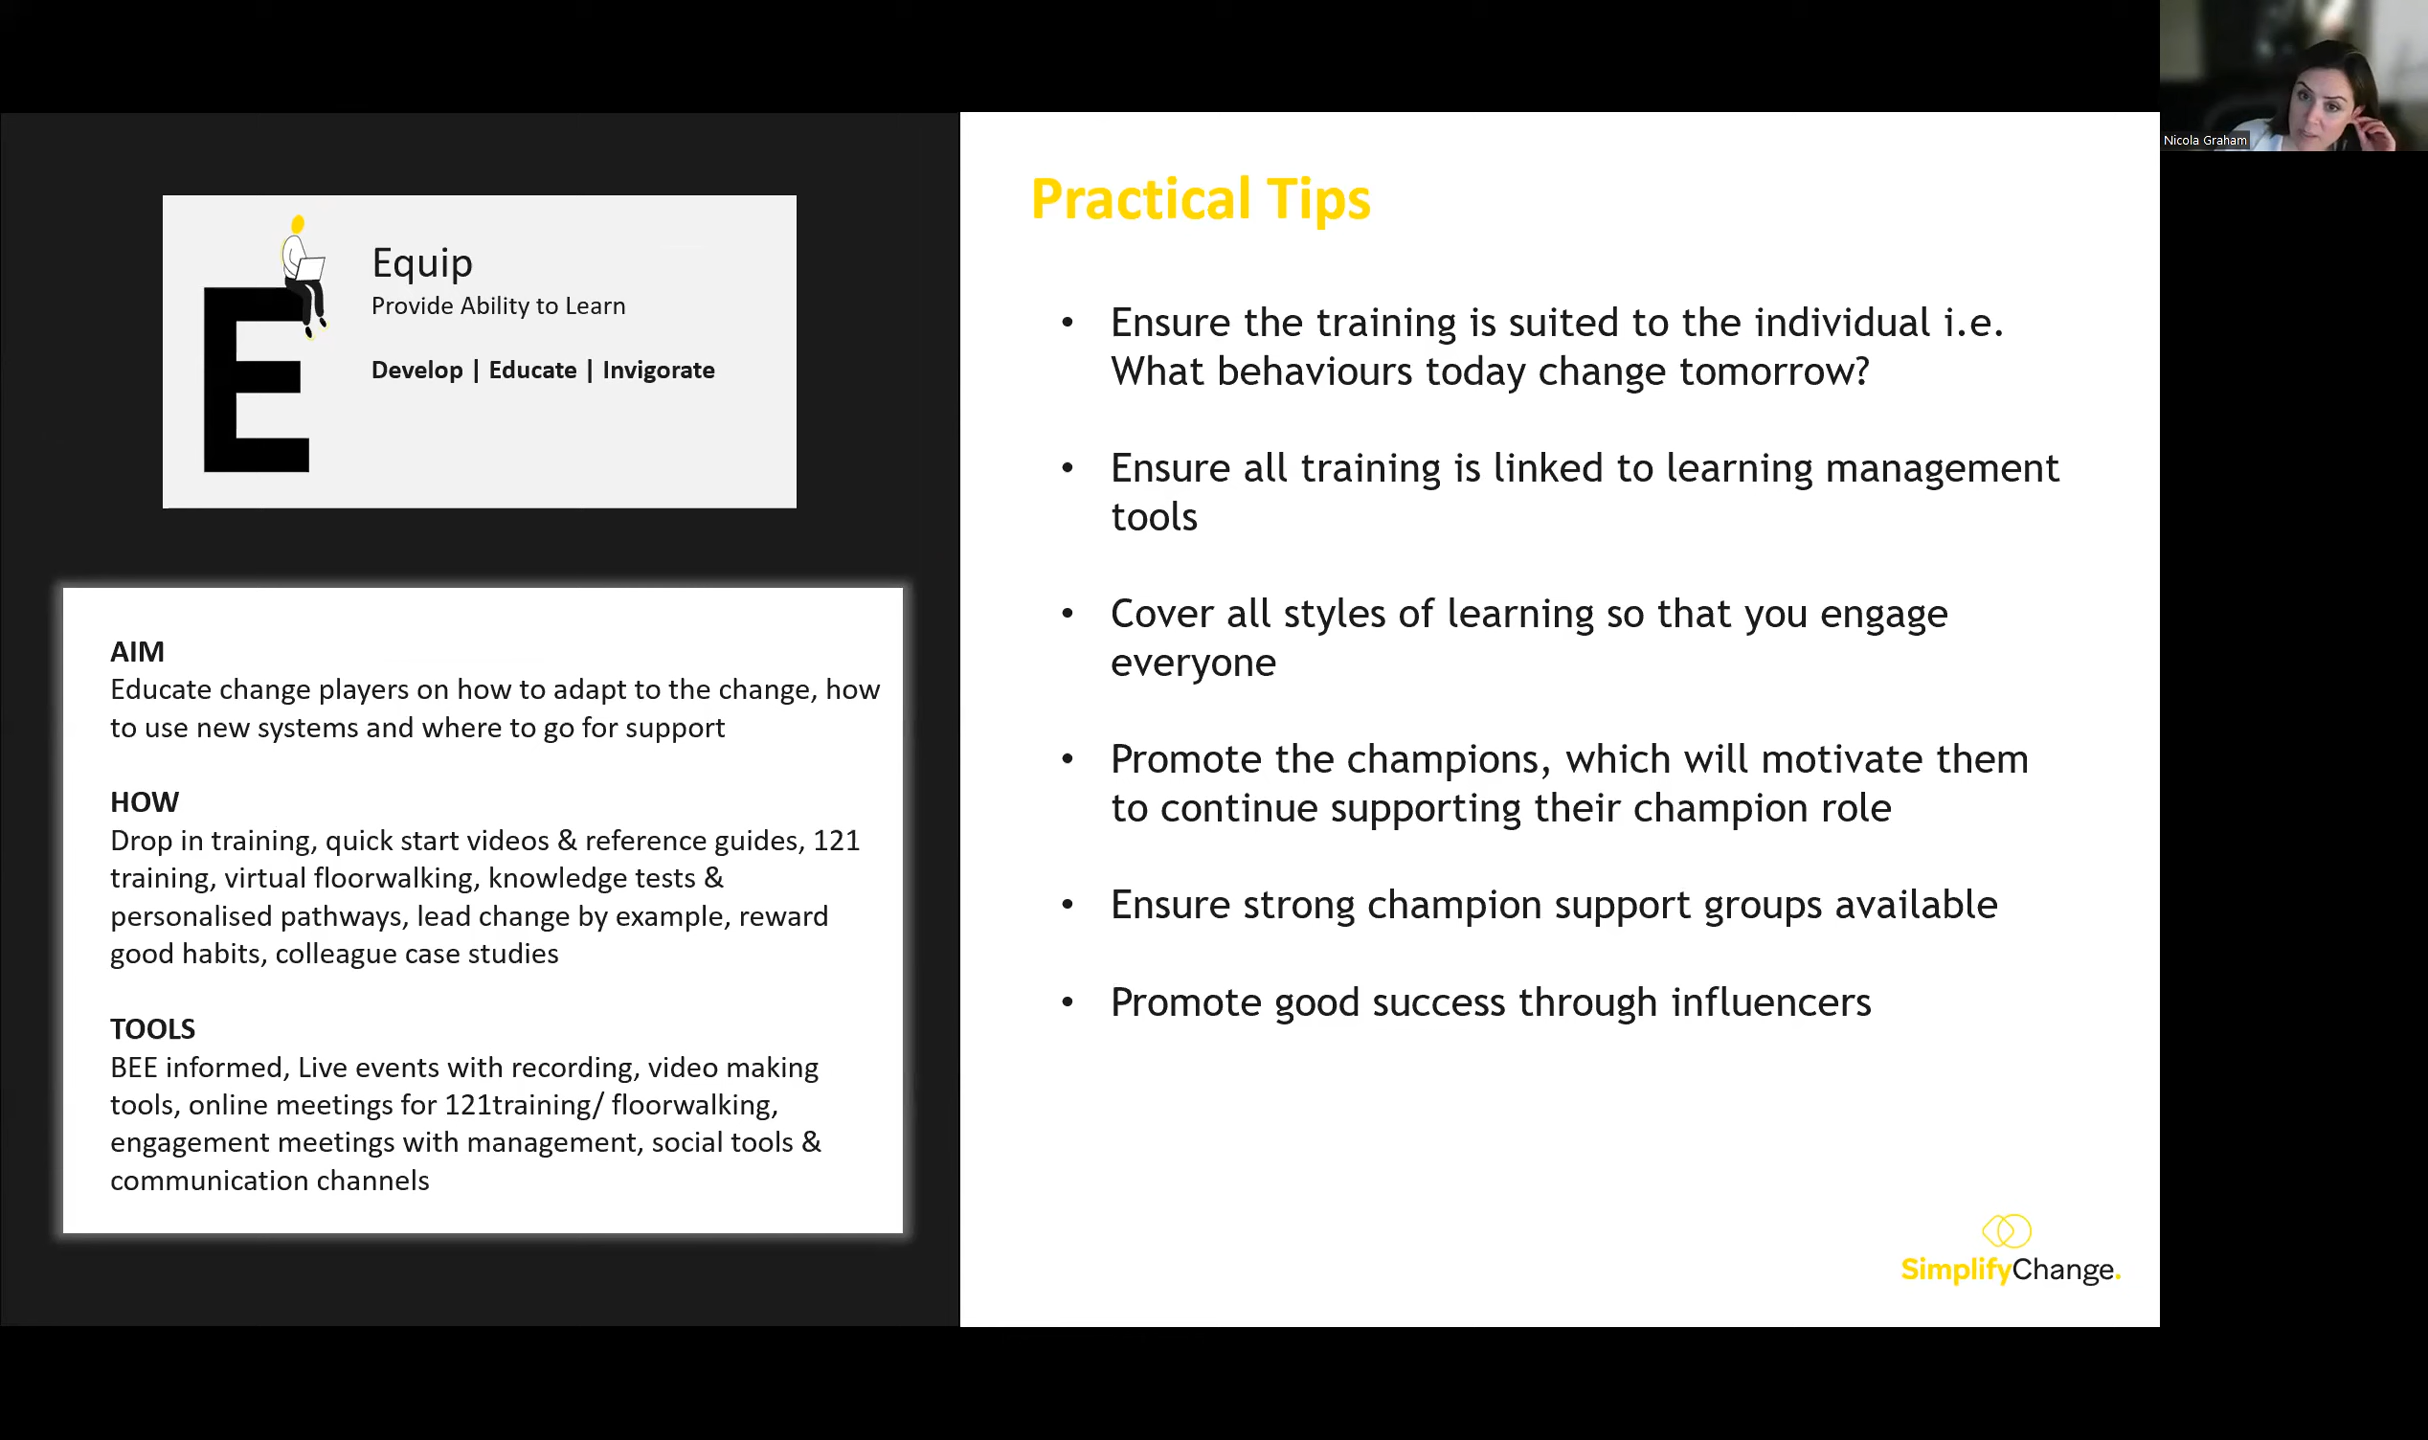 Nicola Graham
E
Equip
Provide Ability to Learn
Develop | Educate | Invigorate
AIM
Educate change players on how to adapt to the change, how
to use new systems and where to go for support
HOW
Drop in training, quick start videos & reference guides, 121
training, virtual floorwalking, knowledge tests &
personalised pathways, lead change by example, reward
good habits, colleague case studies
TOOLS
BEE informed, Live events with recording, video making
tools, online meetings for 121training/ floorwalking,
engagement meetings with management, social tools &
communication channels
Practical Tips
• Ensure the training is suited to the individual i.e.
What behaviours today change tomorrow?
• Ensure all training is linked to learning management
tools
• Cover all styles of learning so that you engage
everyone
• Promote the champions, which will motivate them
to continue supporting their champion role
• Ensure strong champion support groups available
• Promote good success through influencers
SimplifyChange.